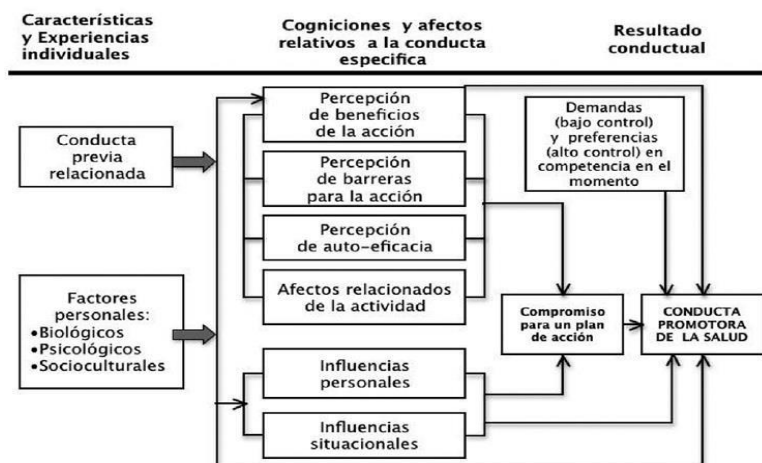 Características
y Experiencias
individuales
Cogniciones y afectos
relativos a la conducta
especifica
Resultado
conductual
Conducta
previa
relacionada
Factores
personales:
•Biológicos
•Psicológicos
•Socioculturales
Percepción
de beneficios
de la acción
Percepción
de barreras
para la acción
Percepción
de auto-eficacia
Afectos relacionados
de la actividad
Influencias
personales
Influencias
situacionales
Demandas
(bajo control)
y preferencias
(alto control) en
competencia en el
momento
Compromiso
para un plan
de acción
CONDUCTA
PROMOTORA
DE LA SALUD